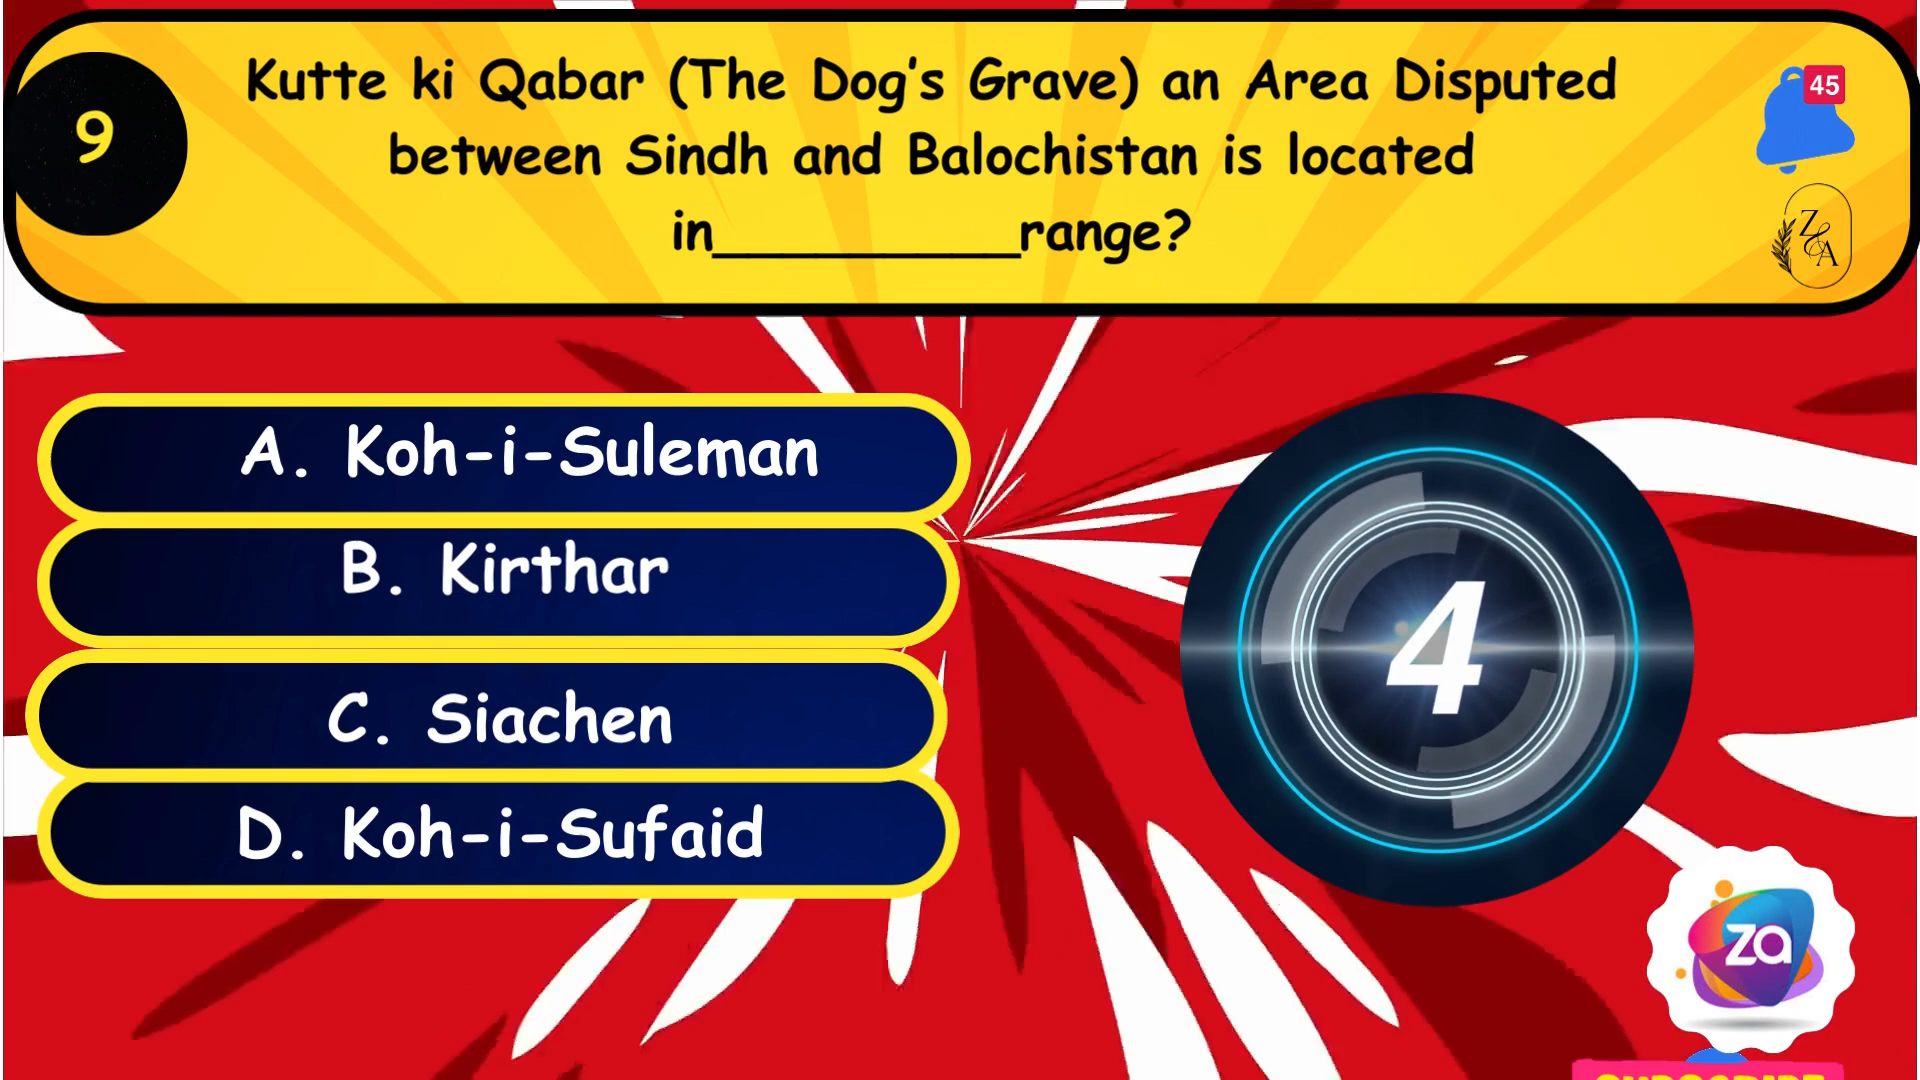 9
Kutte ki Qabar (The Dog's Grave) an Area Disputed
between Sindh and Balochistan is located
in__________range?
45
Z&A
A. Koh-i-Suleman
B. Kirthar
C. Siachen
D. Koh-i-Sufaid
4
za
SUBSCRIBE